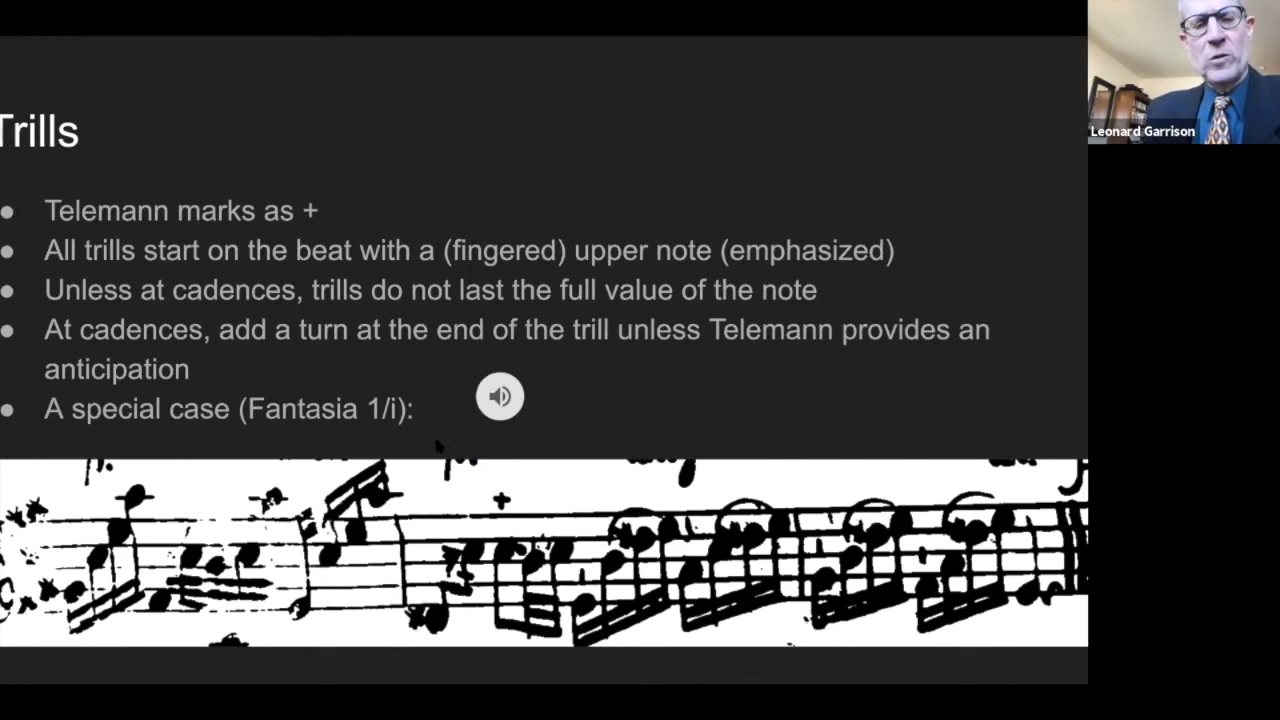 Trills
● Telemann marks as +
● All trills start on the beat with a (fingered) upper note (emphasized)
● Unless at cadences, trills do not last the full value of the note
● At cadences, add a turn at the end of the trill unless Telemann provides an
anticipation
● A special case (Fantasia 1/i):
Leonard Garrison